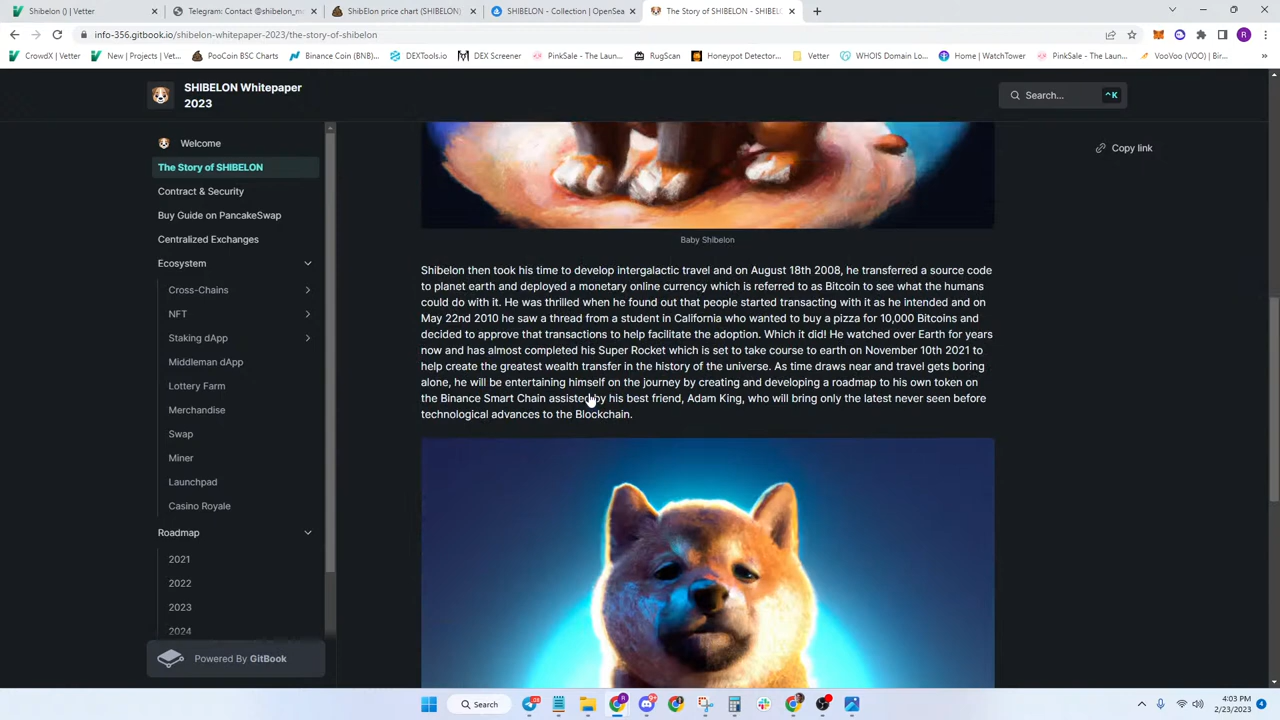 Shibelon () | Vetter
Telegram: Contact @shibelon_m
ShibElon price chart (SHIBELON)
SHIBELON - Collection | OpenSea
The Story of SHIBELON - SHIBEL
info-356.gitbook.io/shibelon-whitepaper-2023/the-story-of-shibelon
R
CrowdX | Vetter
New | Projects | Vet...
PooCoin BSC Charts
Binance Coin (BNB)...
DEXTools.io
DEX Screener
PinkSale - The Laun...
RugScan
Honeypot Detector...
Vetter
WHOIS Domain Lo...
Home | WatchTower
PinkSale - The Laun...
VooVoo (VOO) | Bir...
SHIBELON Whitepaper
2023
Search...
^K
Welcome
The Story of SHIBELON
Contract & Security
Buy Guide on PancakeSwap
Centralized Exchanges
Ecosystem
Cross-Chains
NFT
Staking dApp
Middleman dApp
Lottery Farm
Merchandise
Swap
Miner
Launchpad
Casino Royale
Roadmap
2021
2022
2023
2024
Powered By GitBook
Copy link
Baby Shibelon
Shibelon then took his time to develop intergalactic travel and on August 18th 2008, he transferred a source code
to planet earth and deployed a monetary online currency which is referred to as Bitcoin to see what the humans
could do with it. He was thrilled when he found out that people started transacting with it as he intended and on
May 22nd 2010 he saw a thread from a student in California who wanted to buy a pizza for 10,000 Bitcoins and
decided to approve that transactions to help facilitate the adoption. Which it did! He watched over Earth for years
now and has almost completed his Super Rocket which is set to take course to earth on November 10th 2021 to
help create the greatest wealth transfer in the history of the universe. As time draws near and travel gets boring
alone, he will be entertaining himself on the journey by creating and developing a roadmap to his own token on
the Binance Smart Chain assisted by his best friend, Adam King, who will bring only the latest never seen before
technological advances to the Blockchain.
Search
4:03 PM
2/23/2023